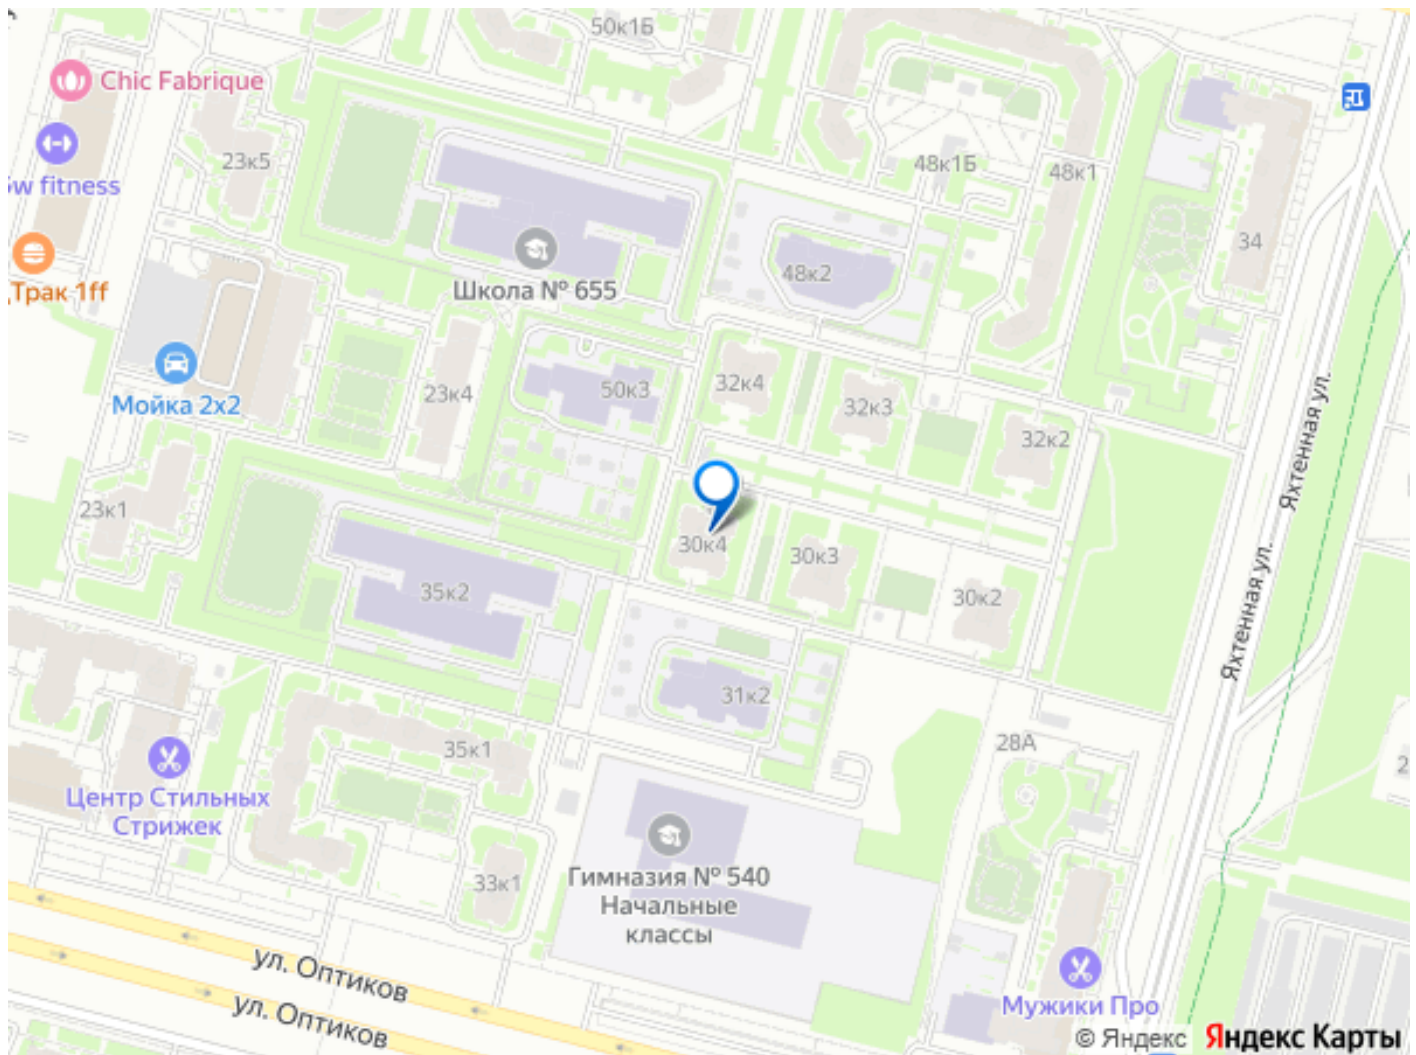 50к1Б
Chic Fabrique
23к5
48к1Б
48к1
w fitness
34
48к2
Трак 1ff
Школа № 655
32к4
50к3
23к4
Мойка 2x2
32к3
32к2
Яхтенная ул.
23к1
30к4
30к3
35к2
30к2
Яхтенная ул.
31к2
28А
35к1
2
Центр Стильных
Стрижек
33к1
Гимназия № 540
Начальные
классы
ул. Оптиков
ул. Оптиков
Мужики Про
© Яндекс Яндекс Карты